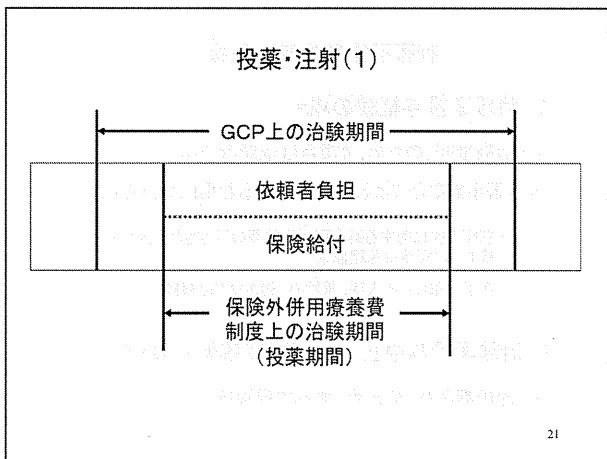 投薬・注射(1)
GCP上の治験期間
依頼者負担
保険給付
保険外併用療養費
制度上の治験期間
(投薬期間)
21